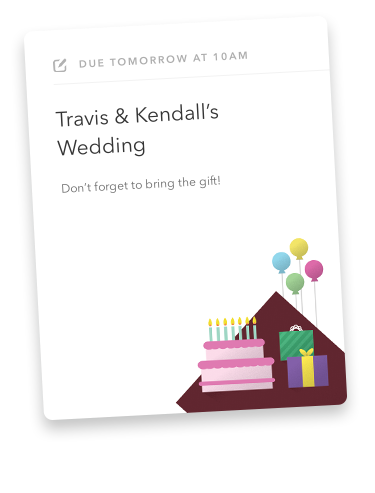 DUE TOMORROW AT 10AM
Travis & Kendall’s
Wedding
Don’t forget to bring the gift!